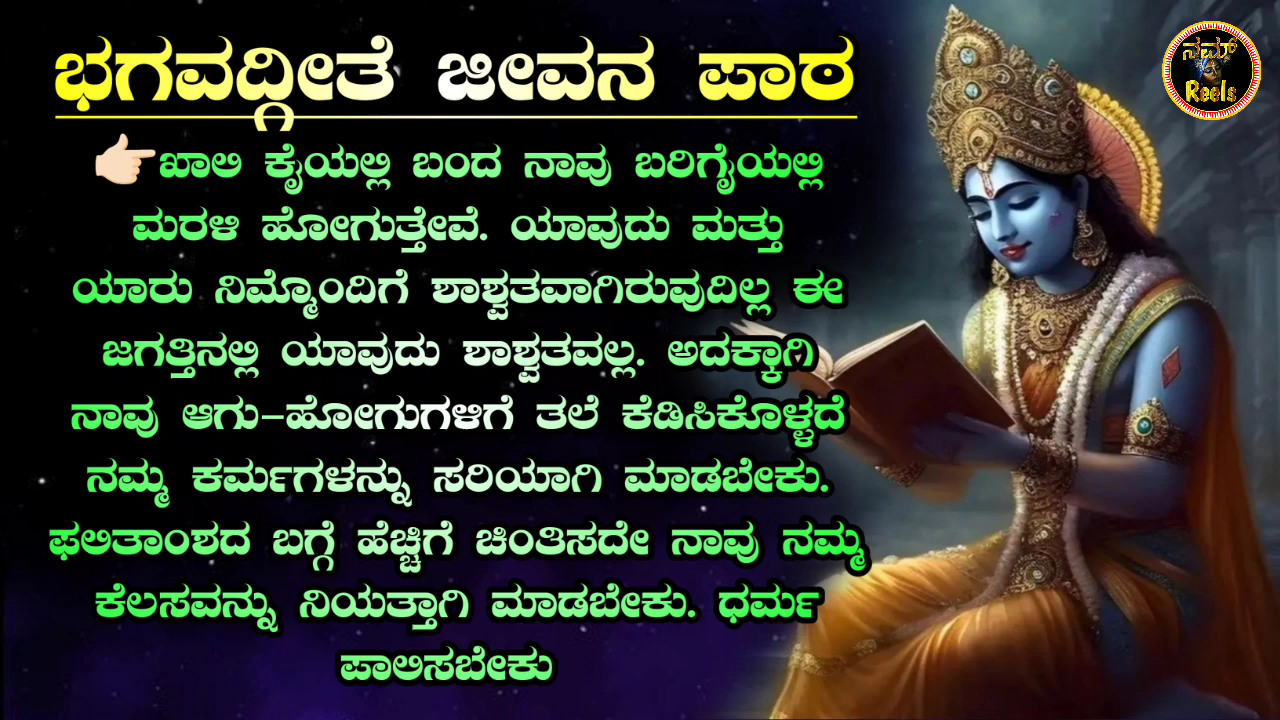 ಭಗವದ್ಗೀತೆ ಜೀವನ ಪಾಠ
👉🏻ಖಾಲಿ ಕೈಯಲ್ಲಿ ಬಂದ ನಾವು ಬರಿಗೈಯಲ್ಲಿ
ಮರಳಿ ಹೋಗುತ್ತೇವೆ. ಯಾವುದು ಮತ್ತು
ಯಾರು ನಿಮ್ಮೊಂದಿಗೆ ಶಾಶ್ವತವಾಗಿರುವುದಿಲ್ಲ ಈ
ಜಗತ್ತಿನಲ್ಲಿ ಯಾವುದು ಶಾಶ್ವತವಲ್ಲ. ಅದಕ್ಕಾಗಿ
ನಾವು ಆಗು-ಹೋಗುಗಳಿಗೆ ತಲೆ ಕೆಡಿಸಿಕೊಳ್ಳದೆ
ನಮ್ಮ ಕರ್ಮಗಳನ್ನು ಸರಿಯಾಗಿ ಮಾಡಬೇಕು.
ಫಲಿತಾಂಶದ ಬಗ್ಗೆ ಹೆಚ್ಚಿಗೆ ಚಿಂತಿಸದೇ ನಾವು ನಮ್ಮ
ಕೆಲಸವನ್ನು ನಿಯತ್ತಾಗಿ ಮಾಡಬೇಕು. ಧರ್ಮ
ಪಾಲಿಸಬೇಕು
ನಮ್
Reels